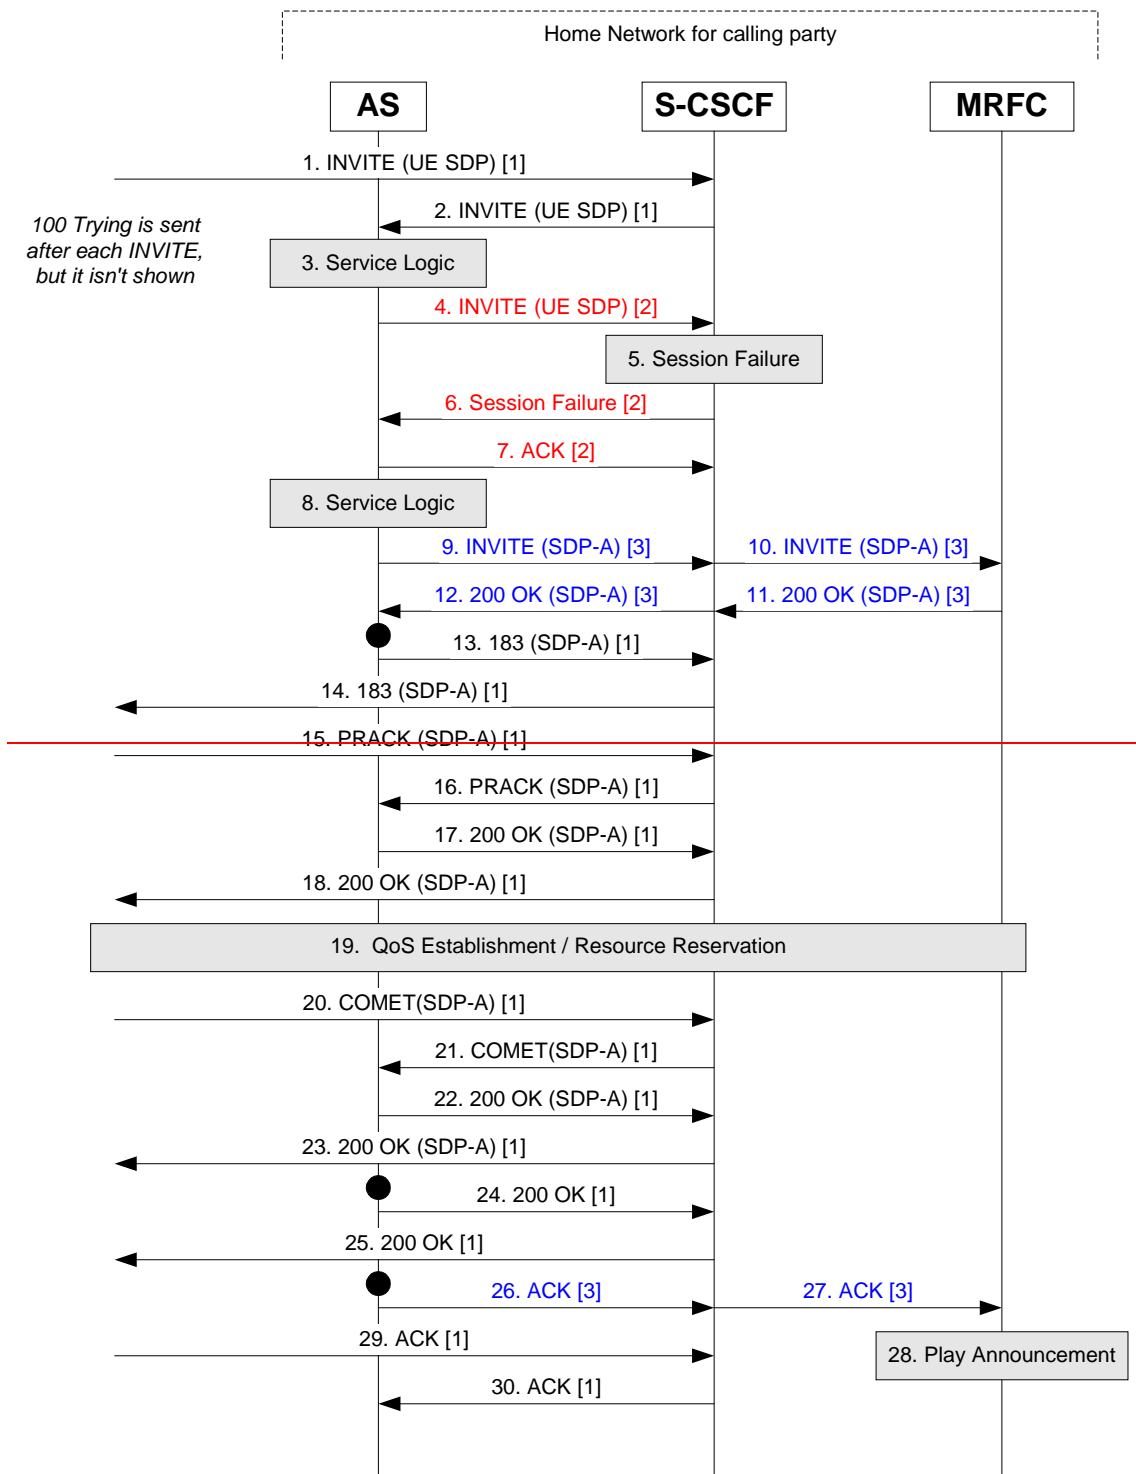 Home Network for calling party
AS
S-CSCF
MRFC
1. INVITE (UE SDP) [1]
2. INVITE (UE SDP) [1]
100 Trying is sent
after each INVITE,
but it isn't shown
3. Service Logic
4. INVITE (UE SDP) [2]
5. Session Failure
6. Session Failure [2]
7. ACK [2]
8. Service Logic
9. INVITE (SDP-A) [3]
10. INVITE (SDP-A) [3]
12. 200 OK (SDP-A) [3]
11. 200 OK (SDP-A) [3]
13. 183 (SDP-A) [1]
14. 183 (SDP-A) [1]
15. PRACK (SDP-A) [1]
16. PRACK (SDP-A) [1]
17. 200 OK (SDP-A) [1]
18. 200 OK (SDP-A) [1]
19. QoS Establishment / Resource Reservation
20. COMET(SDP-A) [1]
21. COMET(SDP-A) [1]
22. 200 OK (SDP-A) [1]
23. 200 OK (SDP-A) [1]
24. 200 OK [1]
25. 200 OK [1]
26. ACK [3]
27. ACK [3]
29. ACK [1]
28. Play Announcement
30. ACK [1]